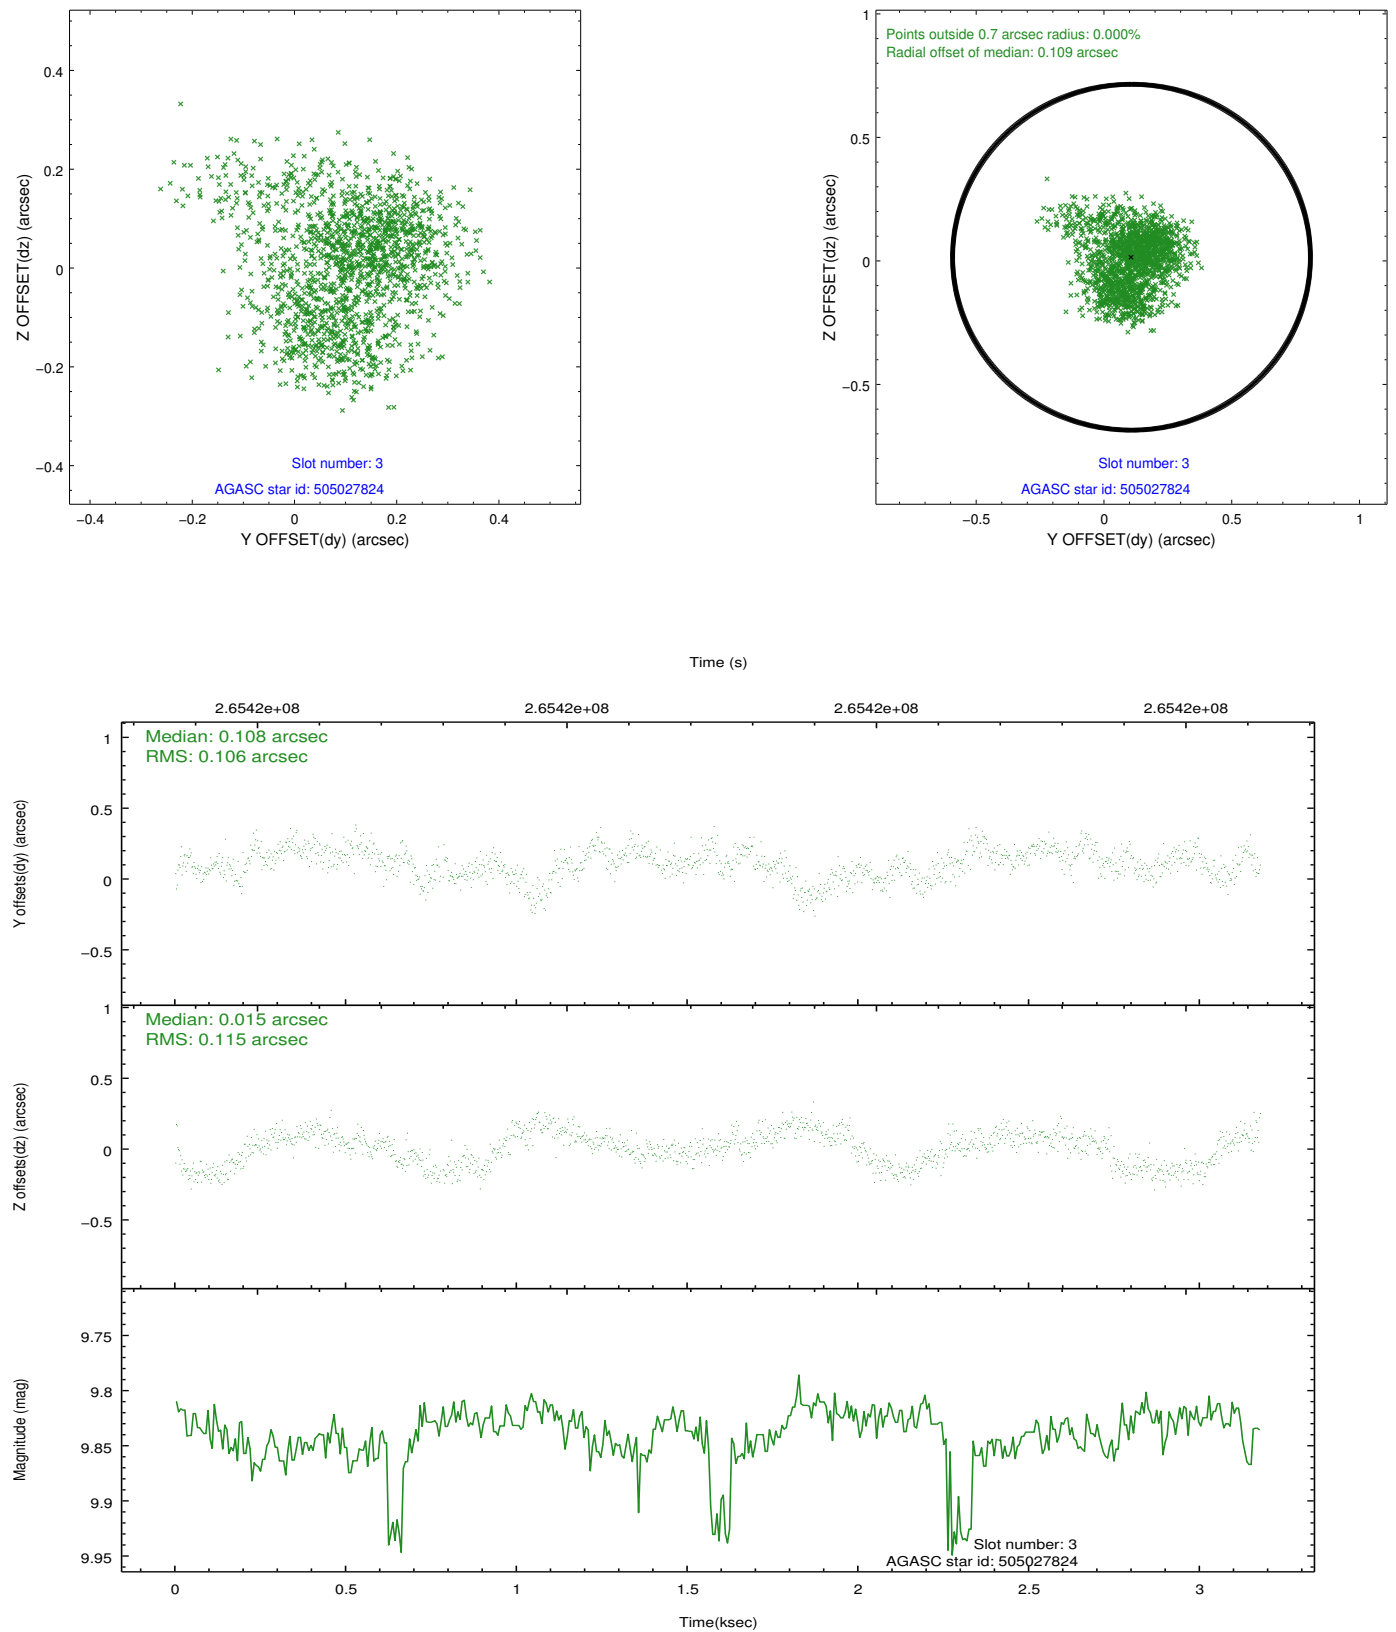 0.4
0.2
0
−0.2
−0.4
Z OFFSET(dz) (arcsec)
Slot number: 3
AGASC star id: 505027824
−0.4
−0.2
0
0.2
0.4
Y OFFSET(dy) (arcsec)
Points outside 0.7 arcsec radius: 0.000%
Radial offset of median: 0.109 arcsec
1
0.5
0
−0.5
Z OFFSET(dz) (arcsec)
Slot number: 3
AGASC star id: 505027824
−0.5
0
0.5
1
Y OFFSET(dy) (arcsec)
Time (s)
2.6542e+08
2.6542e+08
2.6542e+08
2.6542e+08
Median: 0.108 arcsec
RMS: 0.106 arcsec
1
0.5
0
−0.5
Y offsets(dy) (arcsec)
Median: 0.015 arcsec
RMS: 0.115 arcsec
1
0.5
0
−0.5
Z offsets(dz) (arcsec)
9.75
9.8
9.85
9.9
9.95
Magnitude (mag)
Slot number: 3
AGASC star id: 505027824
0
0.5
1
1.5
2
2.5
3
Time(ksec)